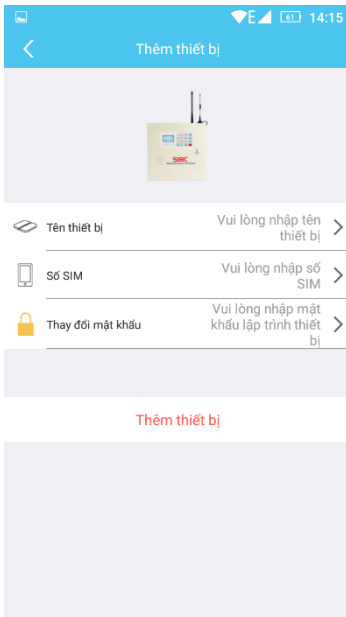 E 61 14:15
Thêm thiết bị
SIBC
Tên thiết bị
Vui lòng nhập tên
thiết bị
Số SIM
Vui lòng nhập số
SIM
Thay đổi mật khẩu
Vui lòng nhập mật
khẩu lập trình thiết
bị
Thêm thiết bị